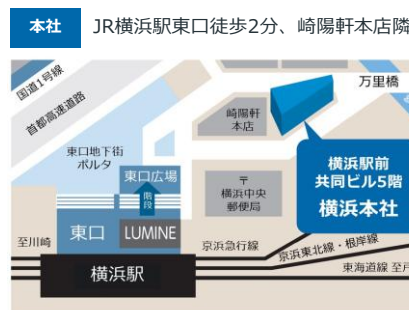 本社
JR横浜駅東口徒歩2分、崎陽軒本店隣
国道1号線
首都高速道路
万里橋
崎陽軒
本店
東口地下街
ポルタ
東口広場
階段
〒
横浜中央
郵便局
横浜駅前
共同ビル5階
横浜本社
至川崎
東口
LUMINE
京浜急行線
京浜東北線・根岸線
東海道線 至戸
横浜駅